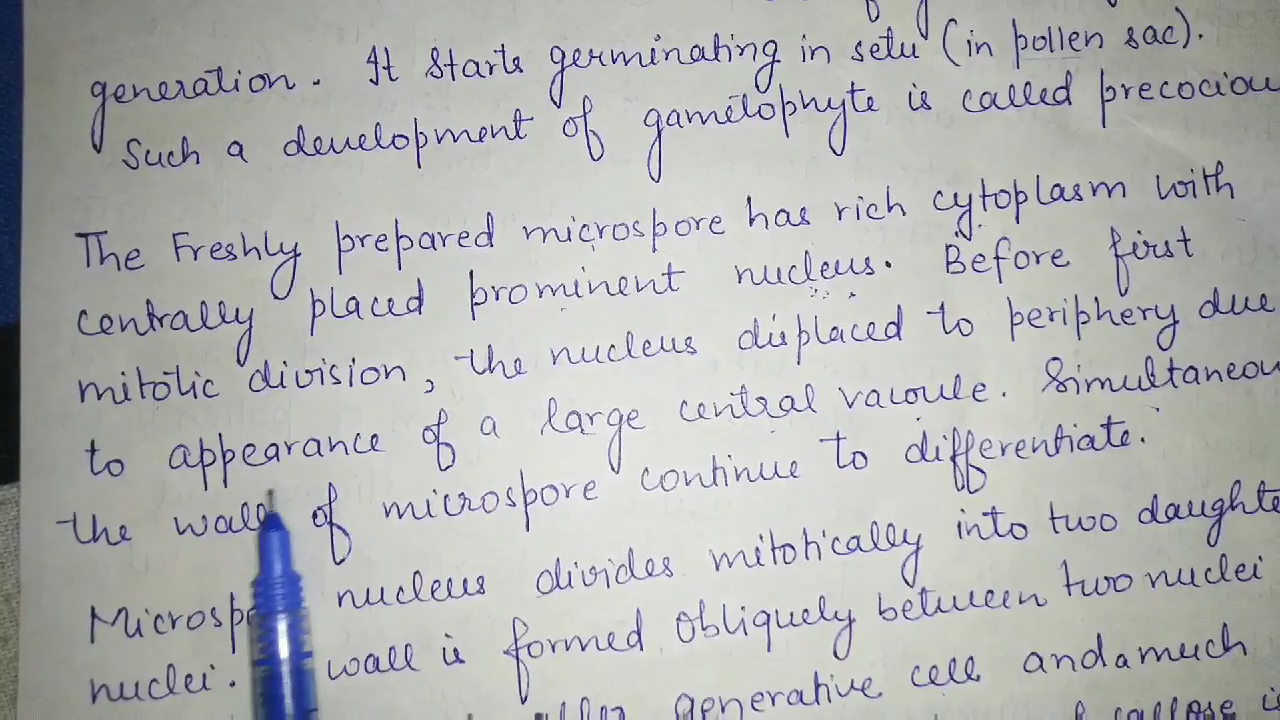 generation. It starts germinating in setu (in pollen sac).
Such a development of gametophyte is called precociou
The Freshly prepared microspore has rich cytoplasm with
centrally placed prominent nucleus. Before first
mitotic division, the nucleus displaced to periphery due
to appearance of a large central vacoule. Simultaneou
the wall of microspore continue to differentiate.
Microsp nucleus divides mitotically into two daughte
nuclei. wall is formed obliquely between two nuclei
generative cell and a much
callose i